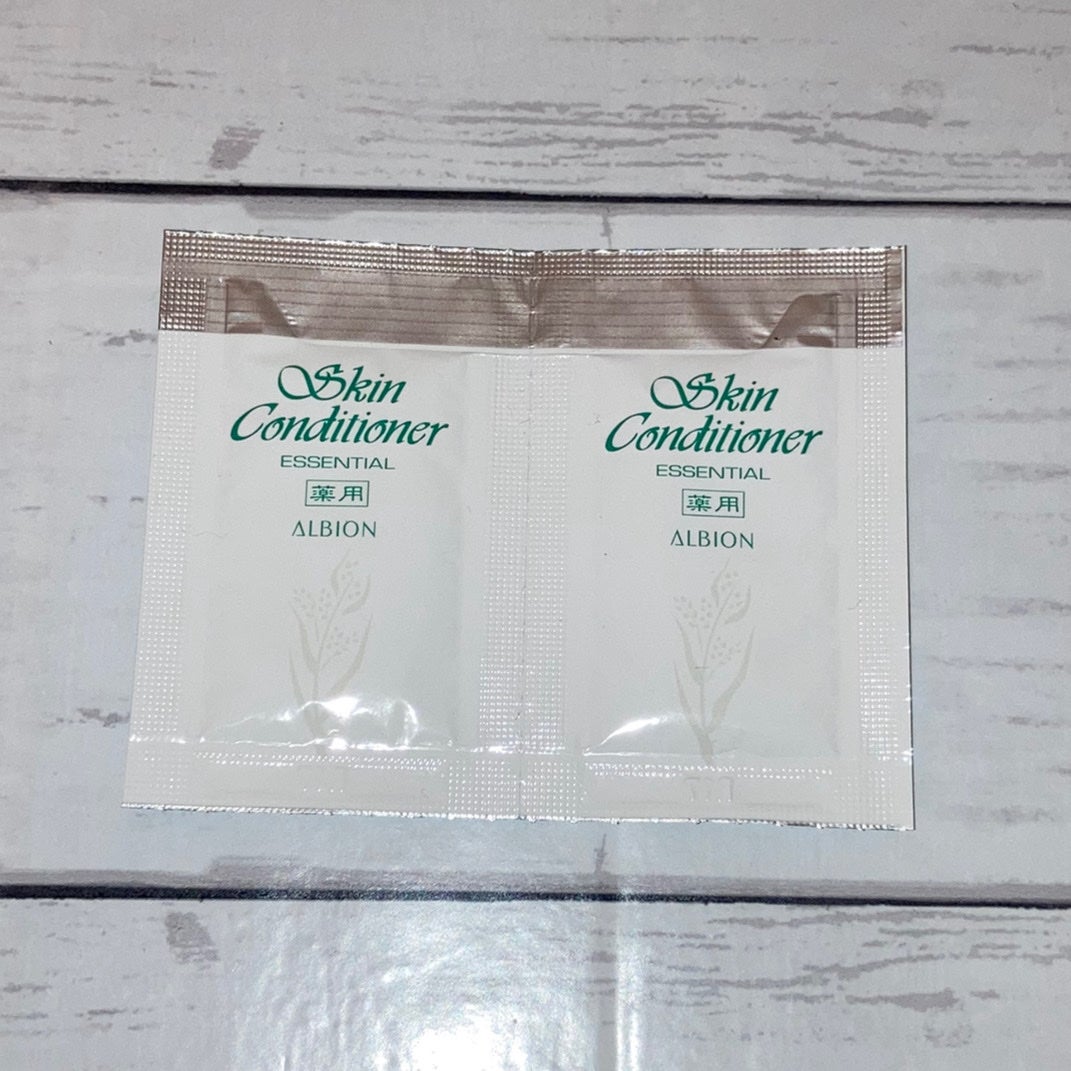 Skin
Conditioner
ESSENTIAL
薬用
ALBION
Skin
Conditioner
ESSENTIAL
薬用
ALBION